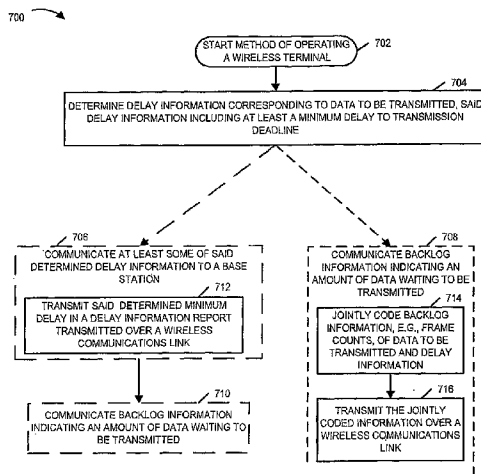 700
START METHOD OF OPERATING
A WIRELESS TERMINAL
702
704
DETERMINE DELAY INFORMATION CORRESPONDING TO DATA TO BE TRANSMITTED, SAID
DELAY INFORMATION INCLUDING AT LEAST A MINIMUM DELAY TO TRANSMISSION
DEADLINE
706
COMMUNICATE AT LEAST SOME OF SAID
DETERMINED DELAY INFORMATION TO A BASE
STATION
712
TRANSMIT SAID DETERMINED MINIMUM
DELAY IN A DELAY INFORMATION REPORT
TRANSMITTED OVER A WIRELESS
COMMUNICATIONS LINK
710
COMMUNICATE BACKLOG INFORMATION
INDICATING AN AMOUNT OF DATA WAITING TO
BE TRANSMITTED
708
COMMUNICATE BACKLOG
INFORMATION INDICATING AN
AMOUNT OF DATA WAITING TO BE
TRANSMITTED
714
JOINTLY CODE BACKLOG
INFORMATION, E.G., FRAME
COUNTS, OF DATA TO BE
TRANSMITTED AND DELAY
INFORMATION
716
TRANSMIT THE JOINTLY
CODED INFORMATION OVER A
WIRELESS COMMUNICATIONS
LINK